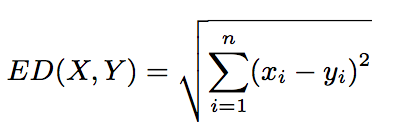 ED(X, Y) = √(∑_{i=1}^{n} (x_i − y_i)^2)